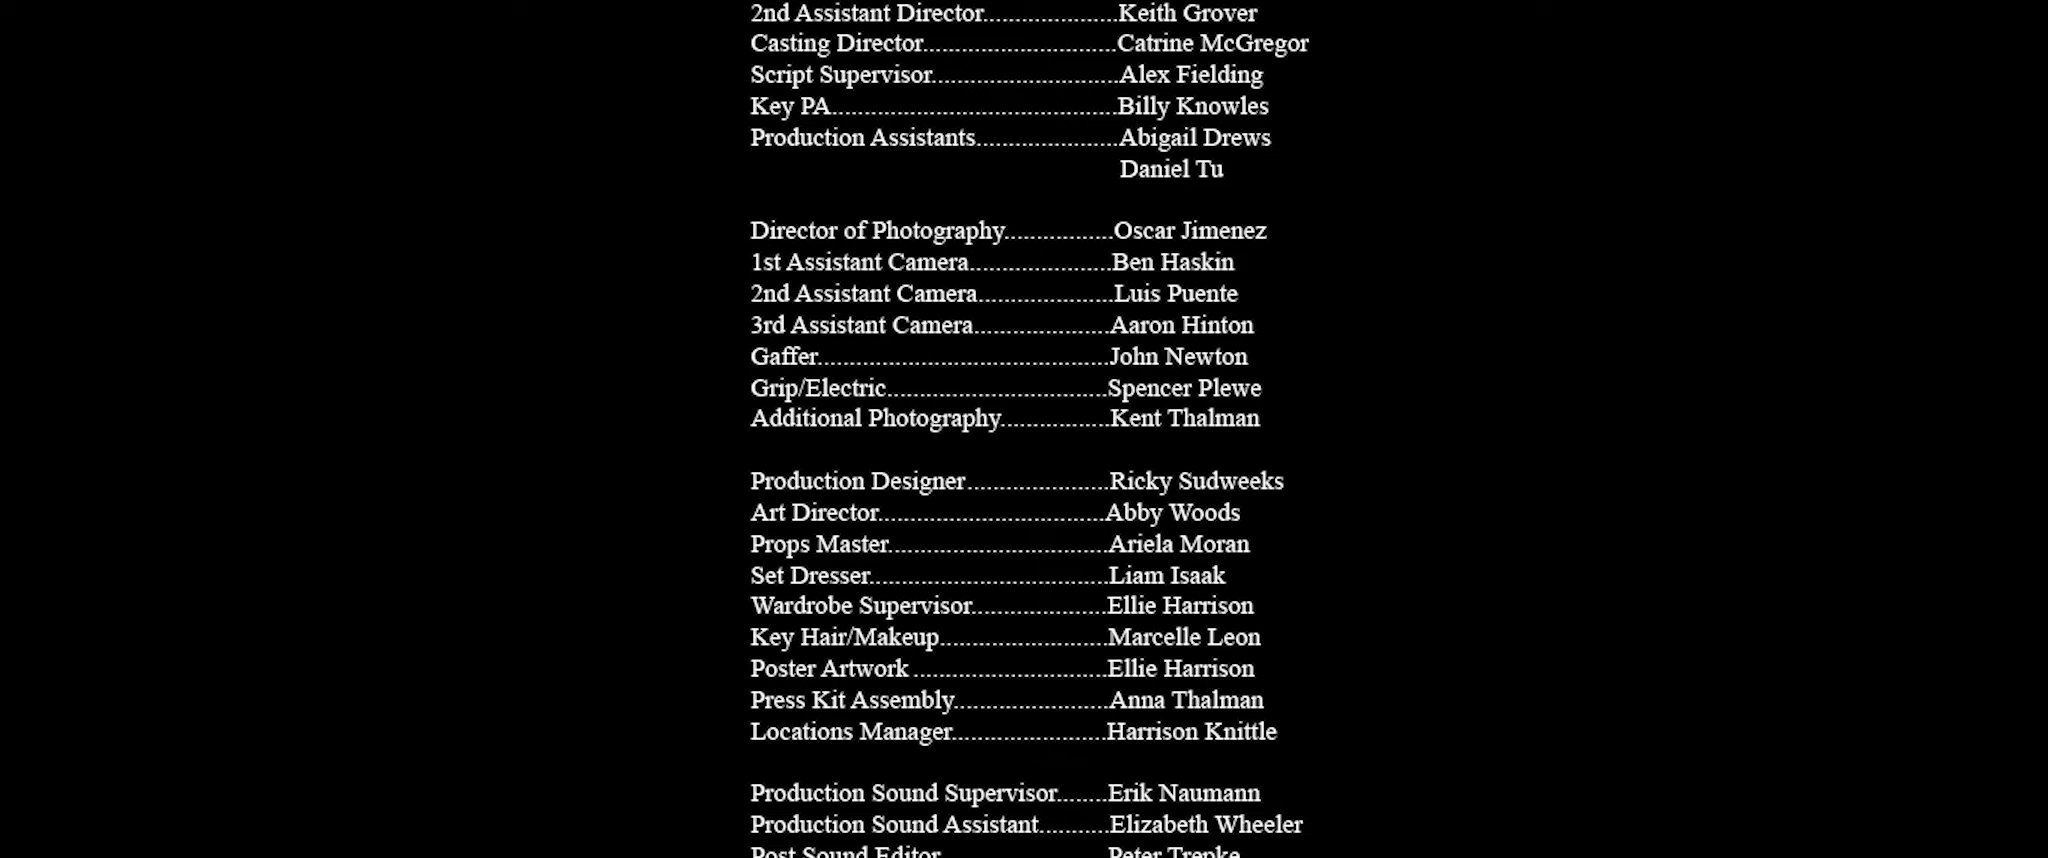 2nd Assistant Director.....................Keith Grover
Casting Director..............................Catrine McGregor
Script Supervisor.............................Alex Fielding
Key PA............................................Billy Knowles
Production Assistants......................Abigail Drews
Daniel Tu
Director of Photography.................Oscar Jimenez
1st Assistant Camera......................Ben Haskin
2nd Assistant Camera.....................Luis Puente
3rd Assistant Camera.....................Aaron Hinton
Gaffer.............................................John Newton
Grip/Electric..................................Spencer Plewe
Additional Photography.................Kent Thalman
Production Designer......................Ricky Sudweeks
Art Director...................................Abby Woods
Props Master..................................Ariela Moran
Set Dresser.....................................Liam Isaak
Wardrobe Supervisor.....................Ellie Harrison
Key Hair/Makeup..........................Marcelle Leon
Poster Artwork ..............................Ellie Harrison
Press Kit Assembly........................Anna Thalman
Locations Manager........................Harrison Knittle
Production Sound Supervisor........Erik Naumann
Production Sound Assistant...........Elizabeth Wheeler
Post Sound Editor..........................Peter Trepke